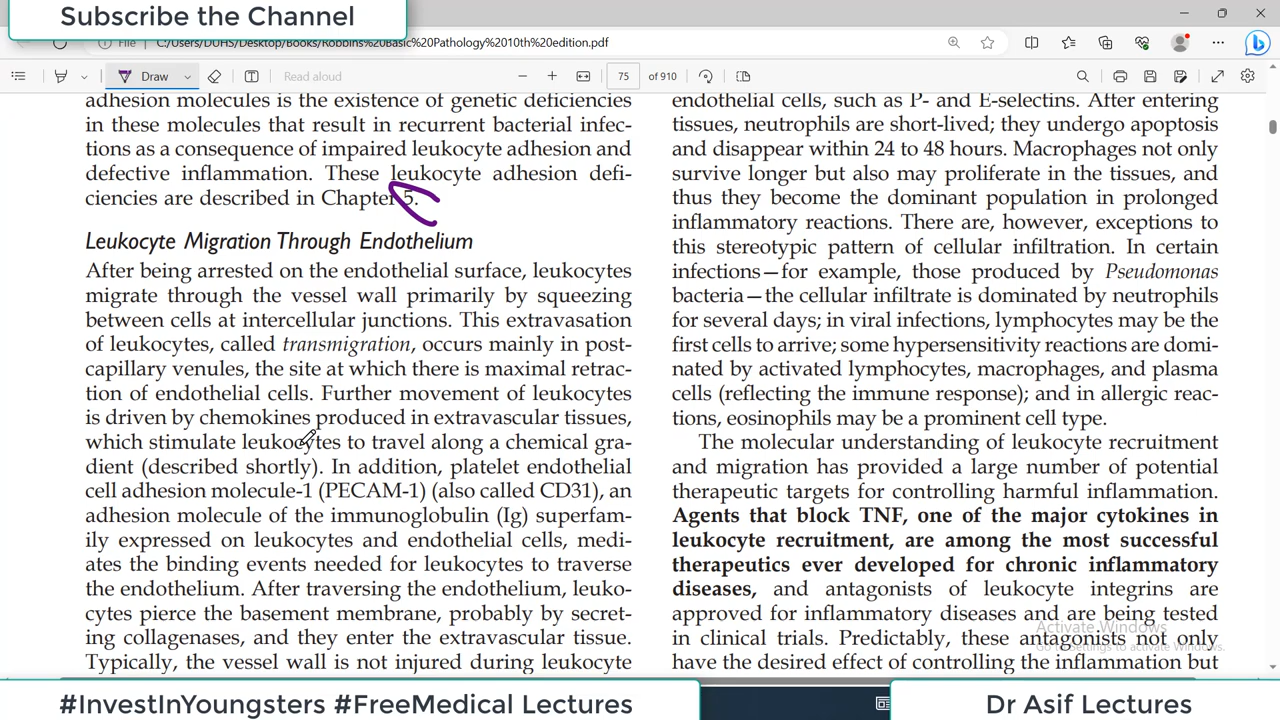 Subscribe the Channel
File
C:/Users/DUHS/Desktop/Books/Robbins%20Basic%20Pathology%2010th%20edition.pdf
Draw
Read aloud
75
of 910
adhesion molecules is the existence of genetic deficiencies
in these molecules that result in recurrent bacterial infec-
tions as a consequence of impaired leukocyte adhesion and
defective inflammation. These leukocyte adhesion defi-
ciencies are described in Chapter 5.
Leukocyte Migration Through Endothelium
After being arrested on the endothelial surface, leukocytes
migrate through the vessel wall primarily by squeezing
between cells at intercellular junctions. This extravasation
of leukocytes, called transmigration, occurs mainly in post-
capillary venules, the site at which there is maximal retrac-
tion of endothelial cells. Further movement of leukocytes
is driven by chemokines produced in extravascular tissues,
which stimulate leukocytes to travel along a chemical gra-
dient (described shortly). In addition, platelet endothelial
cell adhesion molecule-1 (PECAM-1) (also called CD31), an
adhesion molecule of the immunoglobulin (Ig) superfam-
ily expressed on leukocytes and endothelial cells, medi-
ates the binding events needed for leukocytes to traverse
the endothelium. After traversing the endothelium, leuko-
cytes pierce the basement membrane, probably by secret-
ing collagenases, and they enter the extravascular tissue.
Typically, the vessel wall is not injured during leukocyte
endothelial cells, such as P- and E-selectins. After entering
tissues, neutrophils are short-lived; they undergo apoptosis
and disappear within 24 to 48 hours. Macrophages not only
survive longer but also may proliferate in the tissues, and
thus they become the dominant population in prolonged
inflammatory reactions. There are, however, exceptions to
this stereotypic pattern of cellular infiltration. In certain
infections—for example, those produced by Pseudomonas
bacteria—the cellular infiltrate is dominated by neutrophils
for several days; in viral infections, lymphocytes may be the
first cells to arrive; some hypersensitivity reactions are domi-
nated by activated lymphocytes, macrophages, and plasma
cells (reflecting the immune response); and in allergic reac-
tions, eosinophils may be a prominent cell type.
The molecular understanding of leukocyte recruitment
and migration has provided a large number of potential
therapeutic targets for controlling harmful inflammation.
Agents that block TNF, one of the major cytokines in
leukocyte recruitment, are among the most successful
therapeutics ever developed for chronic inflammatory
diseases, and antagonists of leukocyte integrins are
approved for inflammatory diseases and are being tested
in clinical trials. Predictably, these antagonists not only
have the desired effect of controlling the inflammation but
Activate Windows
Go to Settings to activate Windows.
#InvestInYoungsters #FreeMedical Lectures
Dr Asif Lectures